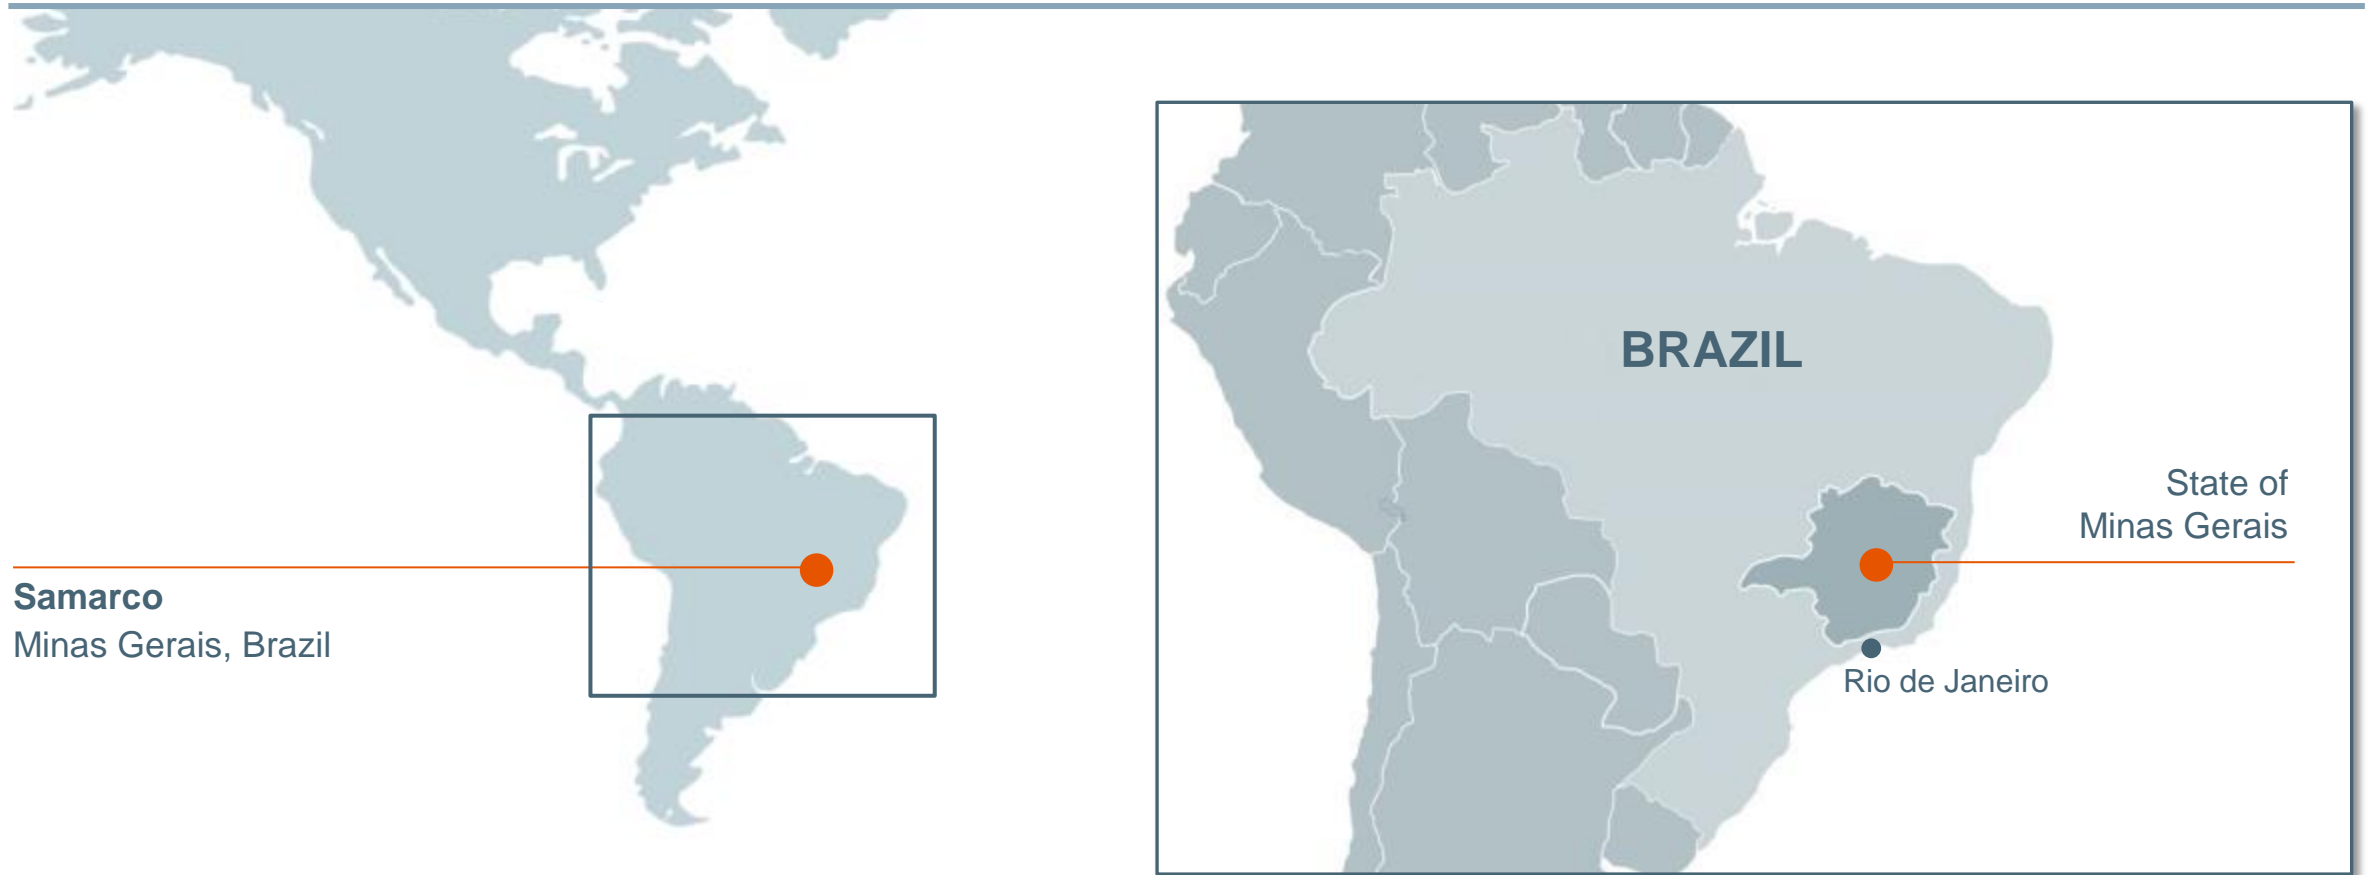 Samarco
Minas Gerais, Brazil
BRAZIL
State of
Minas Gerais
Rio de Janeiro